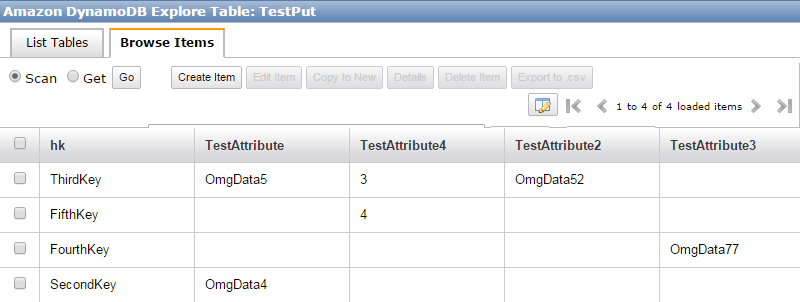 Amazon DynamoDB Explore Table: TestPut
List Tables Browse Items
Scan Get Go Create Item Edit Item Copy to New Details Delete Item Export to .csv
1 to 4 of 4 loaded items
hk TestAttribute TestAttribute4 TestAttribute2 TestAttribute3
ThirdKey OmgData5 3 OmgData52
FifthKey 4
FourthKey OmgData77
SecondKey OmgData4